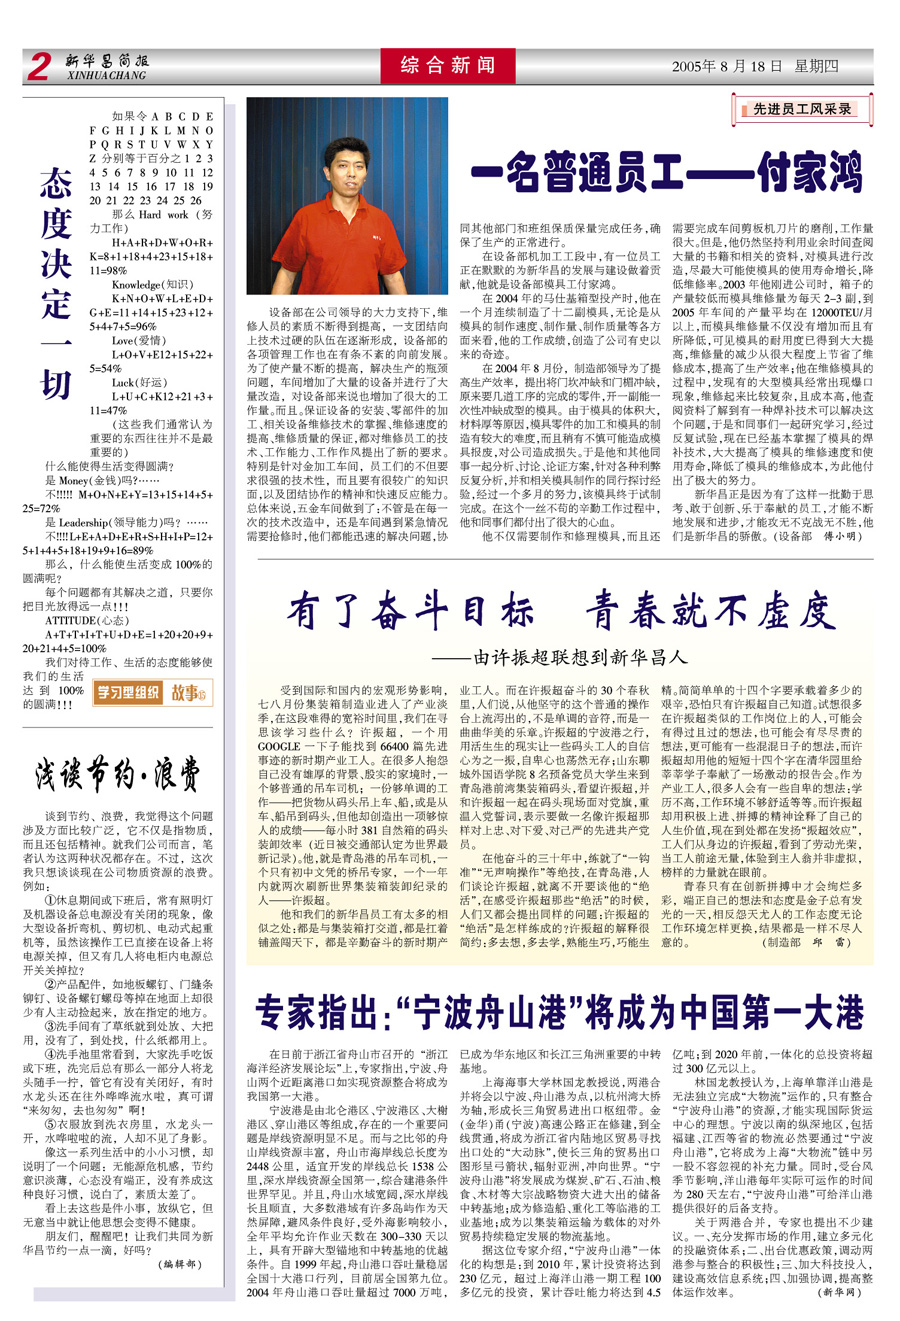 2
新华昌简报
XINHUACHANG
综合新闻
2005年 8 月 18 日 星期四
态度决定一切
如果令 A B C D E
F G H I J K L M N O
P Q R S T U V W X Y
Z 分别等于百分之 1 2 3
4 5 6 7 8 9 10 11 12
13 14 15 16 17 18 19
20 21 22 23 24 25 26
那么 Hard work (努
力工作)
H+A+R+D+W+O+R+
K=8+1+18+4+23+15+18+
11=98%
Knowledge(知识)
K+N+O+W+L+E+D+
G+E=11+14+15+23+12+
5+4+7+5=96%
Love(爱情)
L+O+V+E12+15+22+
5=54%
Luck(好运)
L+U+C+K12+21+3+
11=47%
(这些我们通常认为
重要的东西往往并不是最
重要的)
什么能使得生活变得圆满?
是 Money(金钱)吗?……
不!!!!! M+O+N+E+Y=13+15+14+5+
25=72%
是 Leadership(领导能力)吗? ……
不!!!!L+E+A+D+E+R+S+H+I+P=12+
5+1+4+5+18+19+9+16=89%
那么，什么能使生活变成 100%的
圆满呢?
每个问题都有其解决之道，只要你
把目光放得远一点!!!
ATTITUDE(心态)
A+T+T+I+T+U+D+E=1+20+20+9+
20+21+4+5=100%
我们对待工作、生活的态度能够使
我们的生活
达到 100%
的圆满!!!
学习型组织 故事
浅谈节约·浪费
谈到节约、浪费，我觉得这个问题
涉及方面比较广泛，它不仅是指物质，
而且还包括精神。就我们公司而言，笔
者认为这两种状况都存在。不过，这次
我只想谈谈现在公司物质资源的浪费。
例如:
①休息期间或下班后，常有照明灯
及机器设备总电源没有关闭的现象，像
大型设备折弯机、剪切机、电动式起重
机等，虽然该操作工已直接在设备上将
电源关掉，但又有几人将电柜内电源总
开关关掉拉?
②产品配件，如地板螺钉、门缝条
铆钉、设备螺钉螺母等掉在地面上却很
少有人主动捡起来，放在指定的地方。
③洗手间有了草纸就到处放、大把
用，没有了，到处找，什么纸都用上。
④洗手池里常看到，大家洗手吃饭
或下班，洗完后总有那么一部分人将龙
头随手一拧，管它有没有关闭好，有时
水龙头还在往外哗哗流水啦，真可谓
“来匆匆，去也匆匆”啊!
⑤衣服放到洗衣房里，水龙头一
开，水哗啦啦的流，人却不见了身影。
像这一系列生活中的小小习惯，却
说明了一个问题：无能源危机感，节约
意识淡薄，心态没有端正，没有养成这
种良好习惯，说白了，素质太差了。
看上去这些是件小事，放纵它，但
无意当中就让他思想会变得不健康。
朋友们，醒醒吧！让我们共同为新
华昌节约一点一滴，好吗?
(编辑部)
先进员工风采录
一名普通员工——付家鸿
设备部在公司领导的大力支持下,维
修人员的素质不断得到提高，一支团结向
上技术过硬的队伍在逐渐形成，设备部的
各项管理工作也在有条不紊的向前发展。
为了使产量不断的提高，解决生产的瓶颈
问题，车间增加了大量的设备并进行了大
量改造，对设备部来说也增加了很大的工
作量。而且。保证设备的安装、零部件的加
工、相关设备维修技术的掌握、维修速度的
提高、维修质量的保证,都对维修员工的技
术、工作能力、工作作风提出了新的要求。
特别是针对金加工车间，员工们的不但要
求很强的技术性，而且要有很较广的知识
面,以及团结协作的精神和快速反应能力。
总体来说,五金车间做到了;不管是在每一
次的技术改造中，还是车间遇到紧急情况
需要抢修时,他们都能迅速的解决问题,协
同其他部门和班组保质保量完成任务,确
保了生产的正常进行。
在设备部机加工工段中,有一位员工
正在默默的为新华昌的发展与建设做着贡
献,他就是设备部模具工付家鸿。
在 2004 年的马仕基箱型投产时,他在
一个月连续制造了十二副模具,无论是从
模具的制作速度、制作量、制作质量等各方
面来看,他的工作成绩,创造了公司有史以
来的奇迹。
在 2004 年 8 月份，制造部领导为了提
高生产效率，提出将门坎冲缺和门楣冲缺,
原来要几道工序的完成的零件,开一副能一
次性冲缺成型的模具。由于模具的体积大,
材料厚等原因,模具零件的加工和模具的制
造有较大的难度,而且稍有不慎可能造成模
具报废,对公司造成损失。于是他和其他同
事一起分析、讨论、论证方案,针对各种利弊
反复分析,并和相关模具制作的同行探讨经
验,经过一个多月的努力,该模具终于试制
完成。在这个一丝不苟的辛勤工作过程中,
他和同事们都付出了很大的心血。
他不仅需要制作和修理模具,而且还
需要完成车间剪板机刀片的磨削,工作量
很大。但是,他仍然坚持利用业余时间查阅
大量的书籍和相关的资料,对模具进行改
造,尽最大可能使模具的使用寿命增长,降
低维修率。2003 年他刚进公司时，箱子的
产量较低而模具维修量为每天 2-3 副,到
2005 年车间的产量平均在 12000TEU/月
以上,而模具维修量不仅没有增加而且有
所降低,可见模具的耐用度已得到大大提
高,维修量的减少从很大程度上节省了维
修成本,提高了生产效率;他在维修模具的
过程中,发现有的大型模具经常出现爆口
现象,维修起来比较复杂,且成本高,他查
阅资料了解到有一种焊补技术可以解决这
个问题,于是和同事们一起研究学习,经过
反复试验,现在已经基本掌握了模具的焊
补技术,大大提高了模具的维修速度和使
用寿命,降低了模具的维修成本,为此他付
出了极大的努力。
新华昌正是因为有了这样一批勤于思
考、敢于创新、乐于奉献的员工,才能不断
地发展和进步,才能攻无不克战无不胜,他
们是新华昌的骄傲。(设备部 傅小明)
有了奋斗目标 青春就不虚度
——由许振超联想到新华昌人
受到国际和国内的宏观形势影响,
七八月份集装箱制造业进入了产业淡
季,在这段难得的宽裕时间里,我们在寻
思该学习些什么？许振超，一个用
GOOGLE 一下子能找到 66400 篇先进
事迹的新时期产业工人。在很多人抱怨
自己没有雄厚的背景、殷实的家境时,一
个够普通的吊车司机；一份够单调的工
作——把货物从码头吊上车、船;或是从
车、船吊到码头,但他却创造出一项够惊
人的成绩——每小时 381 自然箱的码头
装卸效率 (近日被交通部认定为世界最
新记录)。他,就是青岛港的吊车司机,一
个只有初中文凭的桥吊专家，一个一年
内就两次刷新世界集装箱装卸纪录的
人——许振超。
他和我们的新华昌员工有太多的相
似之处:都是与集装箱打交道,都是扛着
铺盖闯天下，都是辛勤奋斗的新时期产
业工人。而在许振超奋斗的 30 个春秋
里,人们说,从他坚守的这个普通的操作
台上流泻出的,不是单调的音符,而是一
曲曲华美的乐章。许振超的宁波港之行,
用活生生的现实让一些码头工人的自信
心为之一振,自卑心也荡然无存;山东聊
城外国语学院 8 名预备党员大学生来到
青岛港前湾集装箱码头,看望许振超,并
和许振超一起在码头现场面对党旗,重
温入党誓词,表示要做一名像许振超那
样对上忠、对下爱、对己严的先进共产党
员。
在他奋斗的三十年中,练就了“一钩
准”“无声响操作”等绝技,在青岛港,人
们谈论许振超,就离不开要谈他的“绝
活”,在感受许振超那些“绝活”的时候,
人们又都会提出同样的问题:许振超的
“绝活”是怎样练成的?许振超的解释很
简约:多去想,多去学,熟能生巧,巧能生
精。简简单单的十四个字要承载着多少的
艰辛,恐怕只有许振超自己知道。试想很多
在许振超类似的工作岗位上的人,可能会
有得过且过的想法,也可能会有尽尽责的
想法,更可能有一些混混日子的想法,而许
振超却用他的短短十四个字在清华园里给
莘莘学子奉献了一场激动的报告会。作为
产业工人,很多人会有一些自卑的想法:学
历不高,工作环境不够舒适等等。而许振超
却用积极上进、拼搏的精神诠释了自己的
人生价值,现在到处都在发扬“振超效应”,
工人们从身边的许振超,看到了劳动光荣,
当工人前途无量,体验到主人翁并非虚拟,
榜样的力量就在眼前。
青春只有在创新拼搏中才会绚烂多
彩，端正自己的想法和态度是金子总有发
光的一天,相反怨天尤人的工作态度无论
工作环境怎样更换,结果都是一样不尽人
意的。 (制造部 邱 雷)
专家指出:“宁波舟山港”将成为中国第一大港
在日前于浙江省舟山市召开的 “浙江
海洋经济发展论坛”上,专家指出,宁波、舟
山两个近距离港口如实现资源整合将成为
我国第一大港。
宁波港是由北仑港区、宁波港区、大榭
港区、穿山港区等组成,存在的一个重要问
题是岸线资源明显不足。而与之比邻的舟
山岸线资源丰富，舟山市海岸线总长度为
2448 公里，适宜开发的岸线总长 1538 公
里,深水岸线资源全国第一,综合建港条件
世界罕见。并且,舟山水域宽阔,深水岸线
长且顺直，大多数港域有许多岛屿作为天
然屏障,避风条件良好,受外海影响较小,
全年平均允许作业天数在 300-330 天以
上，具有开辟大型锚地和中转基地的优越
条件。自 1999 年起,舟山港口吞吐量稳居
全国十大港口行列，目前居全国第九位。
2004 年舟山港口吞吐量超过 7000 万吨,
已成为华东地区和长江三角洲重要的中转
基地。
上海海事大学林国龙教授说,两港合
并将会以宁波、舟山港为点,以杭州湾大桥
为轴,形成长三角贸易进出口枢纽带。金
(金华)甬(宁波)高速公路正在修建,到全
线贯通,将成为浙江省内陆地区贸易寻找
出口处的“大动脉”,使长三角的贸易出口
图形呈弓箭状,辐射亚洲,冲向世界。“宁
波舟山港”将发展成为煤炭、矿石、石油、粮
食、木材等大宗战略物资大进大出的储备
中转基地;成为修造船、重化工等临港的工
业基地;成为以集装箱运输为载体的对外
贸易持续稳定发展的物流基地。
据这位专家介绍,“宁波舟山港”一体
化的构想是:到 2010 年,累计投资将达到
230 亿元，超过上海洋山港一期工程 100
多亿元的投资，累计吞吐能力将达到 4.5
亿吨;到 2020 年前,一体化的总投资将超
过 300 亿元以上。
林国龙教授认为,上海单靠洋山港是
无法独立完成“大物流”运作的,只有整合
“宁波舟山港”的资源,才能实现国际货运
中心的理想。宁波以南的纵深地区,包括
福建、江西等省的物流必然要通过“宁波
舟山港”,它将成为上海“大物流”链中另
一股不容忽视的补充力量。同时,受台风
季节影响,洋山港每年实际可运作的时间
为 280 天左右,“宁波舟山港”可给洋山港
提供很好的后备支持。
关于两港合并，专家也提出不少建
议。一、充分发挥市场的作用,建立多元化
的投融资体系;二、出台优惠政策,调动两
港参与整合的积极性;三、加大科技投入,
建设高效信息系统;四、加强协调,提高整
体运作效率。 (新华网)